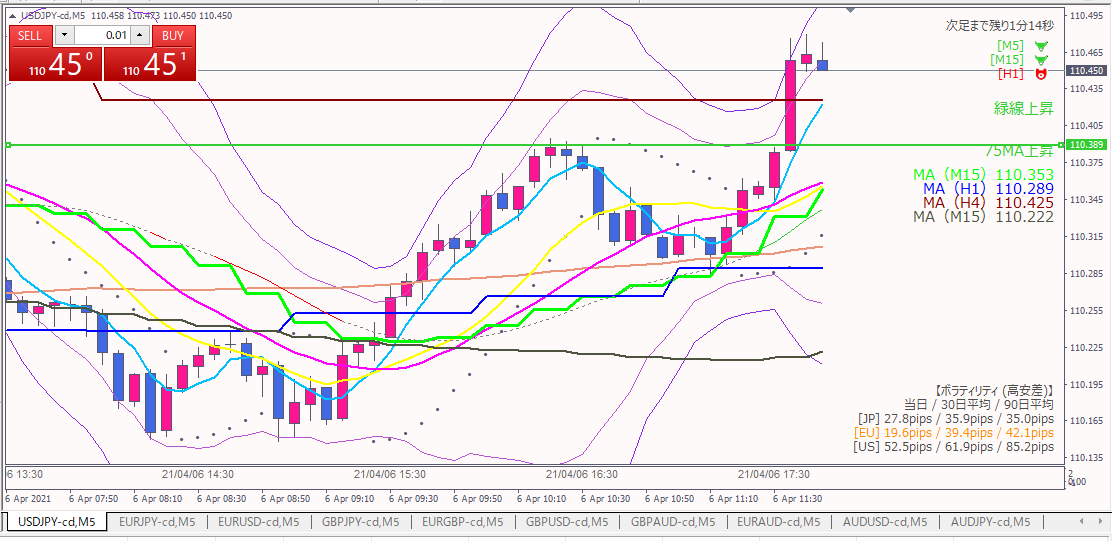 USDJPY-cd,M5 110.458 110.473 110.450 110.450
SELL 0.01 BUY
110 45 0 110 45 1
次足まで残り1分14秒
[M5]
[M15]
[H1]
緑線上昇
75MA上昇
MA (M15) 110.353
MA (H1) 110.289
MA (H4) 110.425
MA (M15) 110.222
【ボラティリティ (高安差)】
当日 / 30日平均 / 90日平均
[JP] 27.8pips / 35.9pips / 35.0pips
[EU] 19.6pips / 39.4pips / 42.1pips
[US] 52.5pips / 61.9pips / 85.2pips
110.495
110.465
110.450
110.435
110.405
110.389
110.375
110.345
110.315
110.285
110.255
110.225
110.195
110.165
110.135
6 13:30 21/04/06 14:30 21/04/06 15:30 21/04/06 16:30 21/04/06 17:30
6 Apr 2021 6 Apr 07:50 6 Apr 08:10 6 Apr 08:30 6 Apr 08:50 6 Apr 09:10 6 Apr 09:30 6 Apr 09:50 6 Apr 10:10 6 Apr 10:30 6 Apr 10:50 6 Apr 11:10 6 Apr 11:30
USDJPY-cd,M5 EURJPY-cd,M5 EURUSD-cd,M5 GBPJPY-cd,M5 EURGBP-cd,M5 GBPUSD-cd,M5 GBPAUD-cd,M5 EURAUD-cd,M5 AUDUSD-cd,M5 AUDJPY-cd,M5